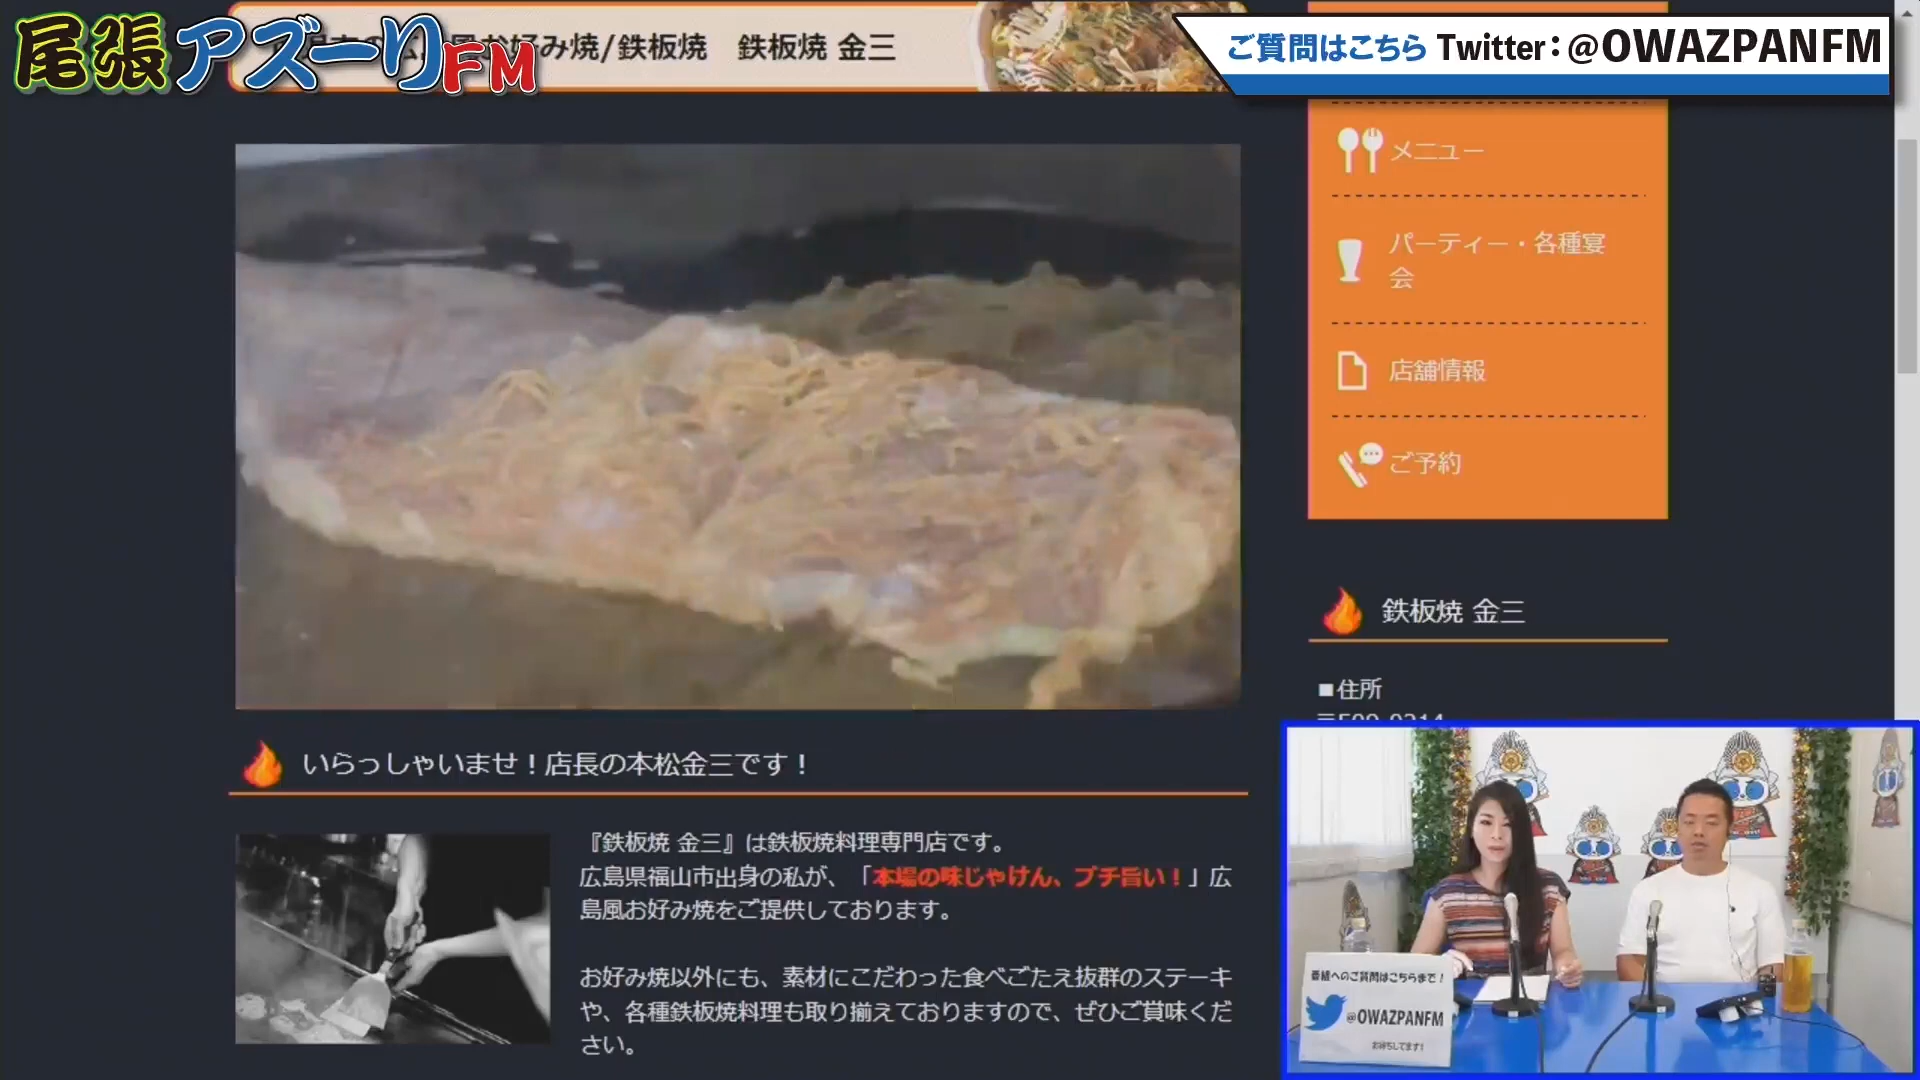 尾張アズーりFM
お好み焼/鉄板焼　鉄板焼 金三
ご質問はこちら Twitter：@OWAZPANFM
メニュー
パーティー・各種宴
会
店舗情報
ご予約
鉄板焼 金三
■住所
いらっしゃいませ！店長の本松金三です！
『鉄板焼 金三』は鉄板焼料理専門店です。
広島県福山市出身の私が、「本場の味じゃけん、ブチ旨い！」広
島風お好み焼をご提供しております。
お好み焼以外にも、素材にこだわった食べごたえ抜群のステーキ
や、各種鉄板焼料理も取り揃えておりますので、ぜひご賞味くだ
さい。
番組へのご質問はこちらまで！
@OWAZPANFM
お待ちしてます！